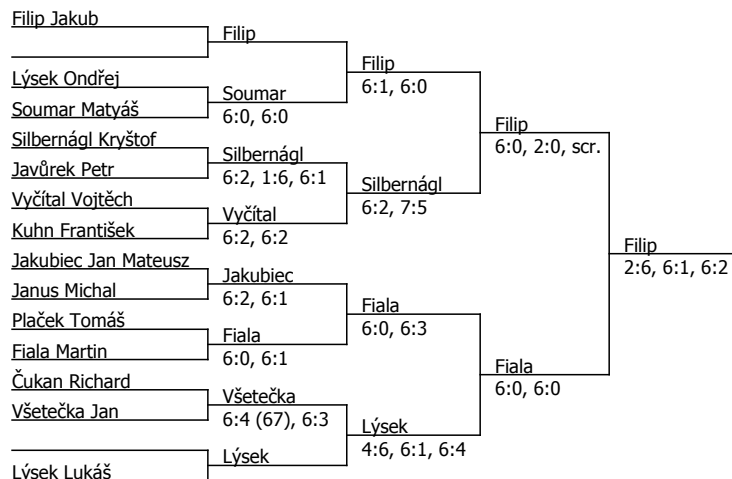 Filip Jakub
Lýsek Ondřej
Soumar Matyáš
Silbernágl Kryštof
Javůrek Petr
Vyčítal Vojtěch
Kuhn František
Jakubiec Jan Mateusz
Janus Michal
Plaček Tomáš
Fiala Martin
Čukan Richard
Všetečka Jan
Lýsek Lukáš
Filip
Soumar
6:0, 6:0
Silbernágl
6:2, 1:6, 6:1
Vyčítal
6:2, 6:2
Jakubiec
6:2, 6:1
Fiala
6:0, 6:1
Všetečka
6:4 (67), 6:3
Lýsek
Filip
6:1, 6:0
Silbernágl
6:2, 7:5
Fiala
6:0, 6:3
Lýsek
4:6, 6:1, 6:4
Filip
6:0, 2:0, scr.
Fiala
6:0, 6:0
Filip
2:6, 6:1, 6:2